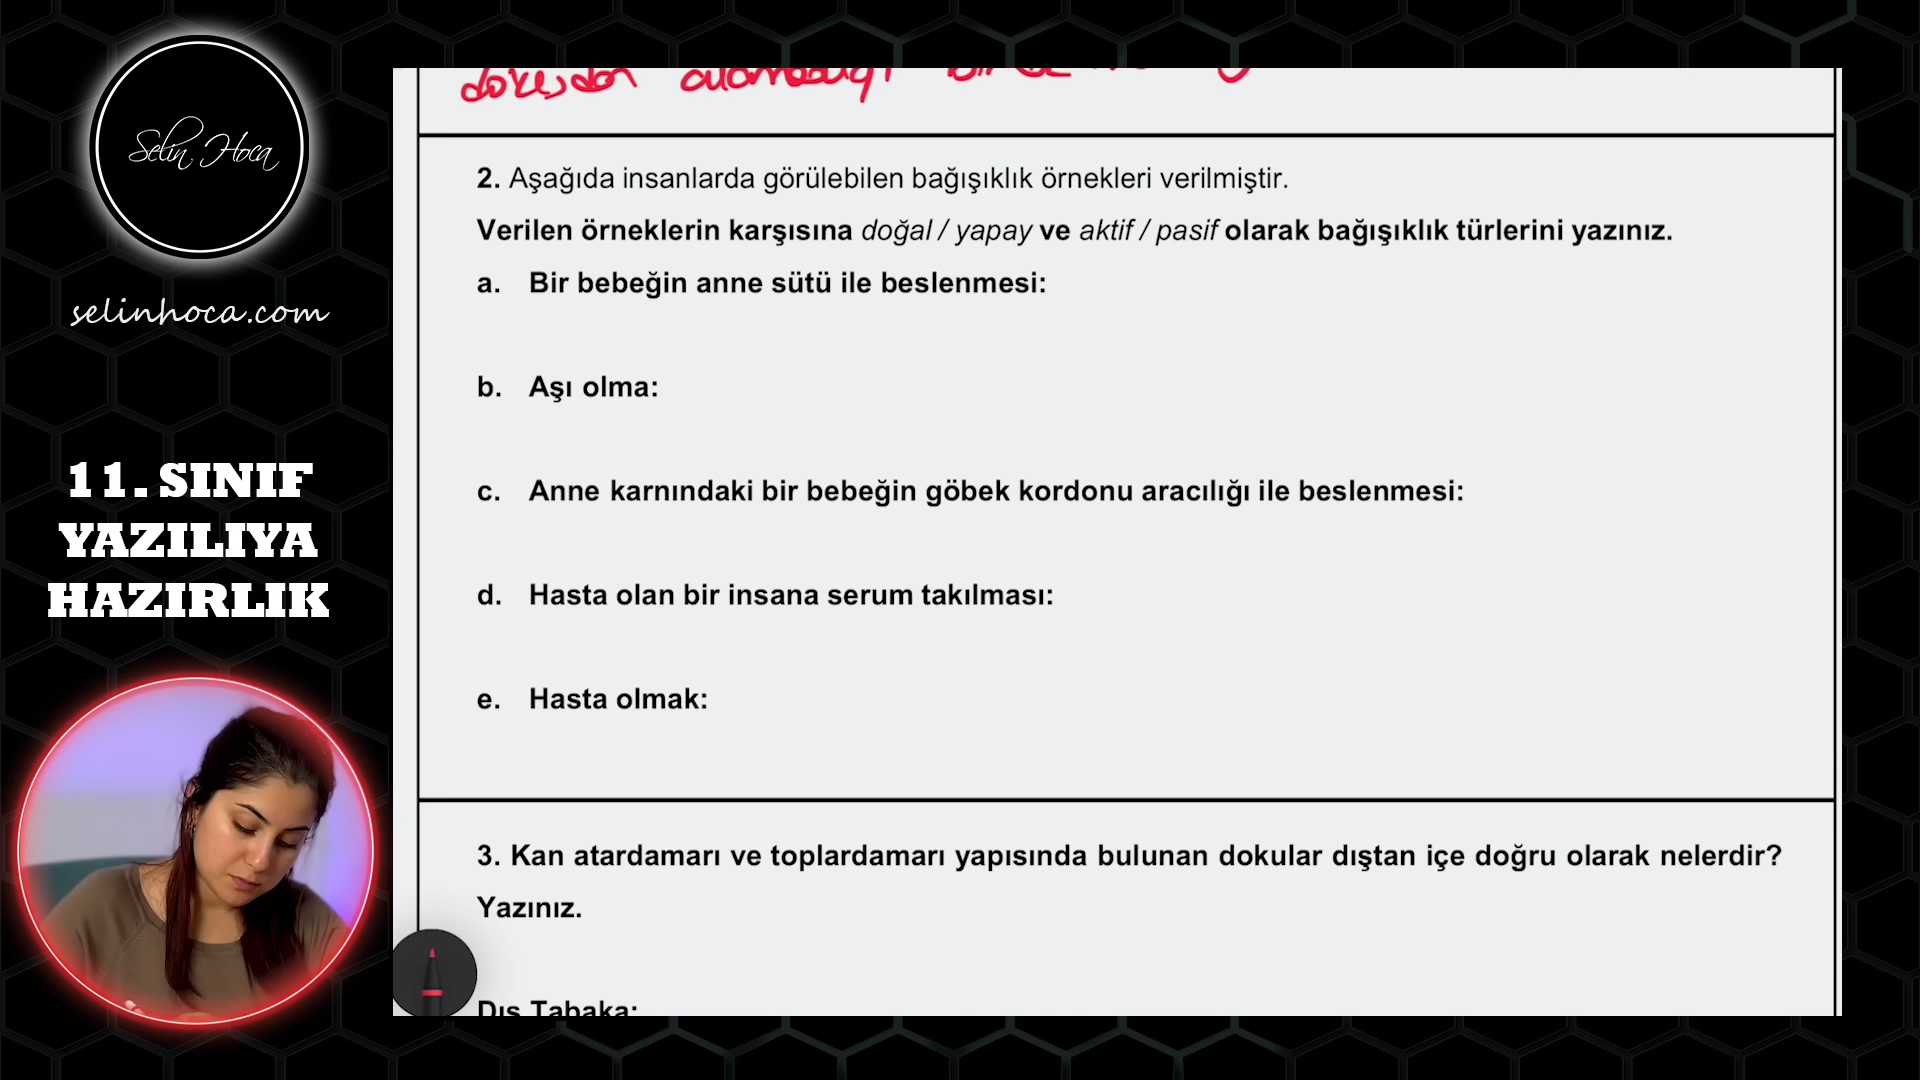 Selin Hoca
selinhoca.com
11. SINIF
YAZILIYA
HAZIRLIK
2. Aşağıda insanlarda görülebilen bağışıklık örnekleri verilmiştir.
Verilen örneklerin karşısına doğal / yapay ve aktif / pasif olarak bağışıklık türlerini yazınız.
a. Bir bebeğin anne sütü ile beslenmesi:
b. Aşı olma:
c. Anne karnındaki bir bebeğin göbek kordonu aracılığı ile beslenmesi:
d. Hasta olan bir insana serum takılması:
e. Hasta olmak:
3. Kan atardamarı ve toplardamarı yapısında bulunan dokular dıştan içe doğru olarak nelerdir?
Yazınız.
Dış Tabaka: